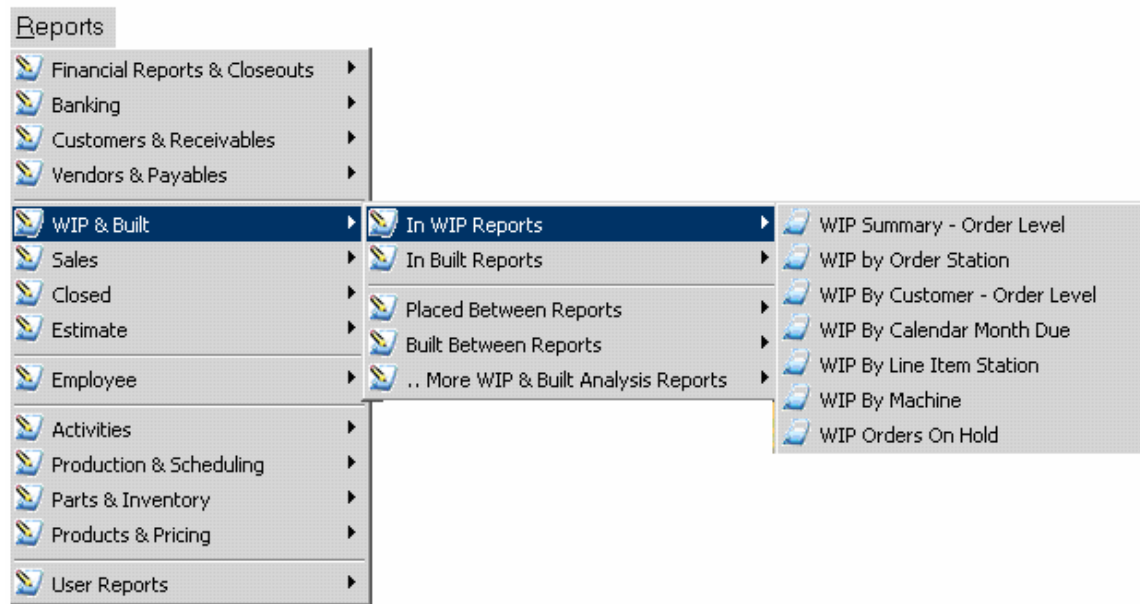 Reports
Financial Reports & Closeouts
Banking
Customers & Receivables
Vendors & Payables
WIP & Built
Sales
Closed
Estimate
Employee
Activities
Production & Scheduling
Parts & Inventory
Products & Pricing
User Reports
In WIP Reports
In Built Reports
Placed Between Reports
Built Between Reports
.. More WIP & Built Analysis Reports
WIP Summary - Order Level
WIP by Order Station
WIP By Customer - Order Level
WIP By Calendar Month Due
WIP By Line Item Station
WIP By Machine
WIP Orders On Hold